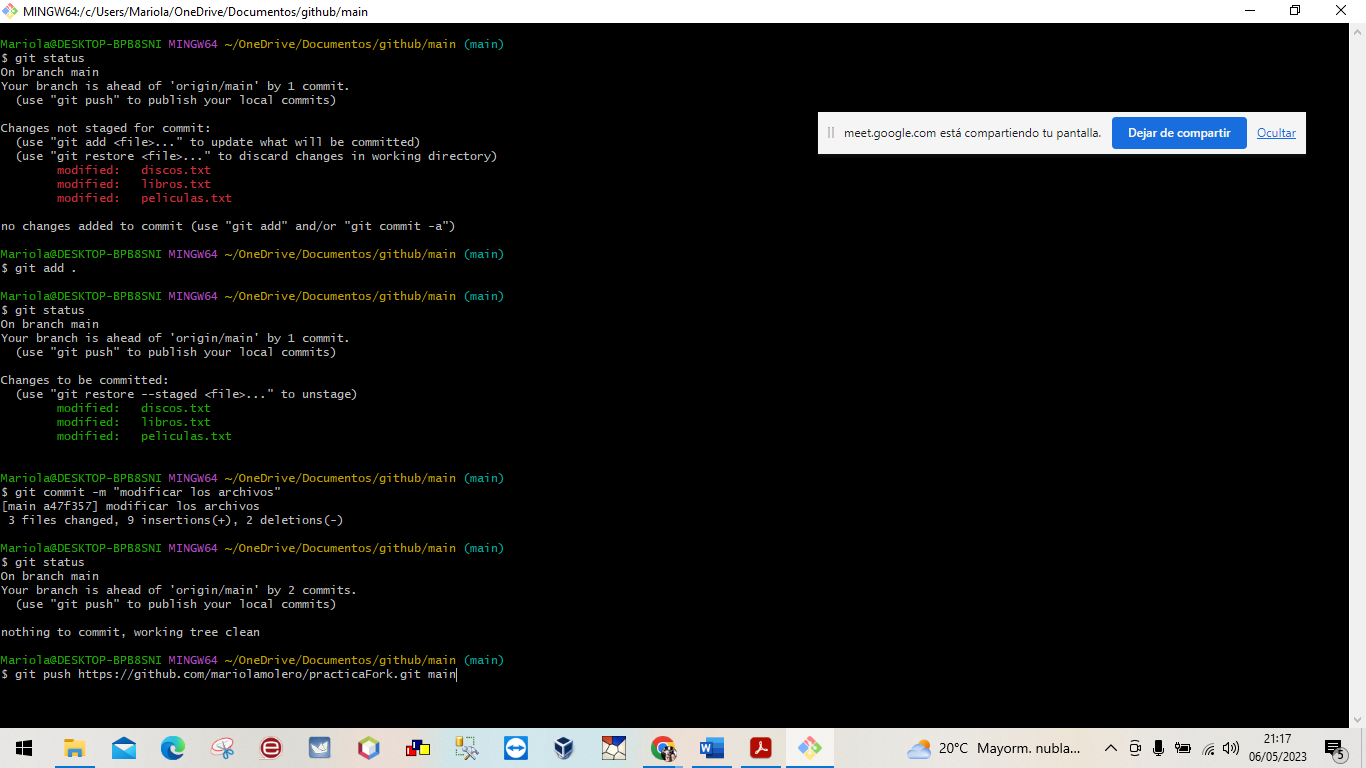 MINGW64:/c/Users/Mariola/OneDrive/Documentos/github/main
Mariola@DESKTOP-BPB8SNI MINGW64 ~/OneDrive/Documentos/github/main (main)
$ git status
On branch main
Your branch is ahead of 'origin/main' by 1 commit.
  (use "git push" to publish your local commits)
Changes not staged for commit:
  (use "git add <file>..." to update what will be committed)
  (use "git restore <file>..." to discard changes in working directory)
        modified:   discos.txt
        modified:   libros.txt
        modified:   peliculas.txt
no changes added to commit (use "git add" and/or "git commit -a")
Mariola@DESKTOP-BPB8SNI MINGW64 ~/OneDrive/Documentos/github/main (main)
$ git add .
Mariola@DESKTOP-BPB8SNI MINGW64 ~/OneDrive/Documentos/github/main (main)
$ git status
On branch main
Your branch is ahead of 'origin/main' by 1 commit.
  (use "git push" to publish your local commits)
Changes to be committed:
  (use "git restore --staged <file>..." to unstage)
        modified:   discos.txt
        modified:   libros.txt
        modified:   peliculas.txt
Mariola@DESKTOP-BPB8SNI MINGW64 ~/OneDrive/Documentos/github/main (main)
$ git commit -m "modificar los archivos"
[main a47f357] modificar los archivos
 3 files changed, 9 insertions(+), 2 deletions(-)
Mariola@DESKTOP-BPB8SNI MINGW64 ~/OneDrive/Documentos/github/main (main)
$ git status
On branch main
Your branch is ahead of 'origin/main' by 2 commits.
  (use "git push" to publish your local commits)
nothing to commit, working tree clean
Mariola@DESKTOP-BPB8SNI MINGW64 ~/OneDrive/Documentos/github/main (main)
$ git push https://github.com/mariolamolero/practicaFork.git main
meet.google.com está compartiendo tu pantalla. Dejar de compartir Ocultar
20°C Mayorm. nubla...
21:17
06/05/2023
5